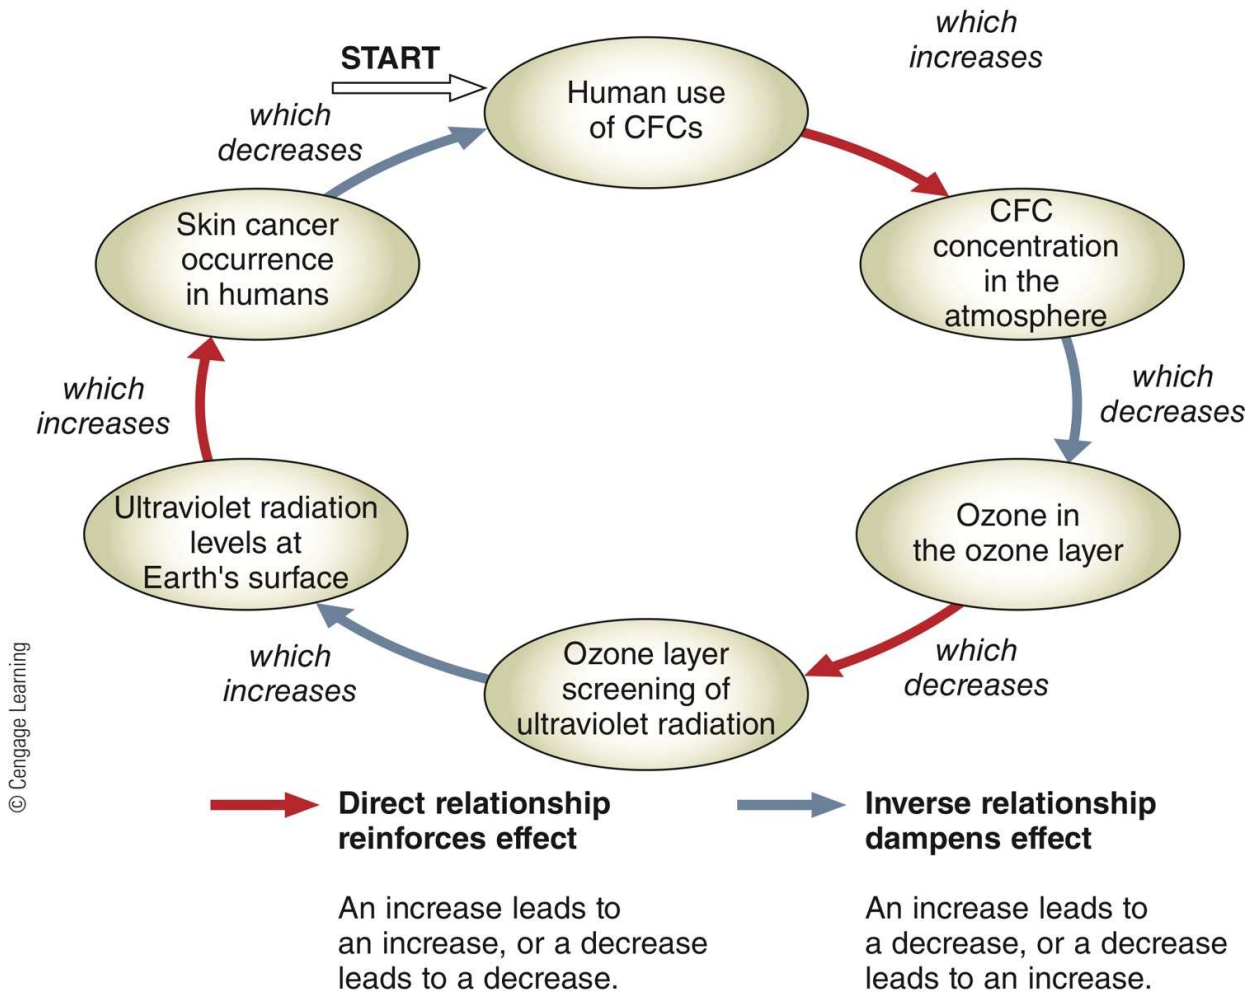 START
Human use
of CFCs
which
increases
CFC
concentration
in the
atmosphere
which
decreases
Ozone in
the ozone layer
which
decreases
Ozone layer
screening of
ultraviolet radiation
which
increases
Ultraviolet radiation
levels at
Earth's surface
which
increases
Skin cancer
occurrence
in humans
which
decreases
© Cengage Learning
Direct relationship
reinforces effect
An increase leads to
an increase, or a decrease
leads to a decrease.
Inverse relationship
dampens effect
An increase leads to
a decrease, or a decrease
leads to an increase.